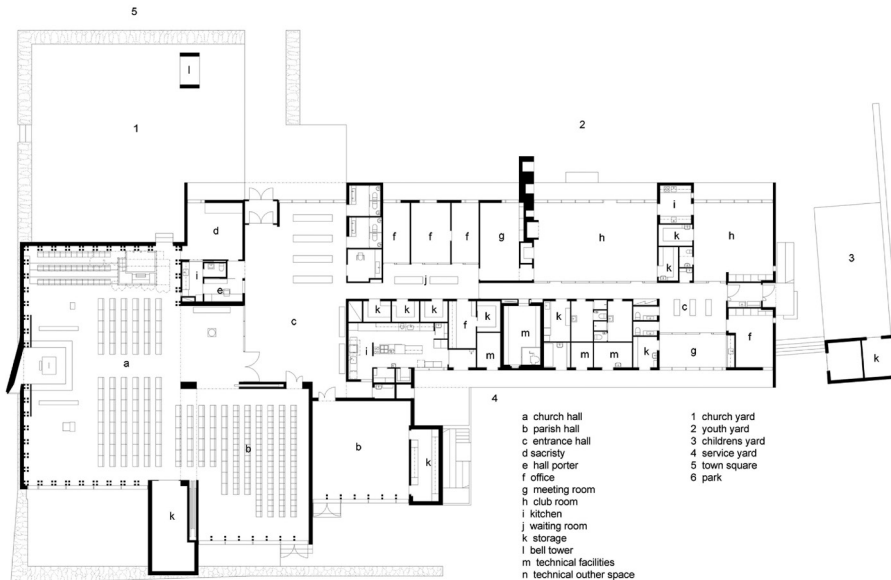 5
l
1
2
d
f
f
f
g
h
i
k
k
h
3
i
e
j
c
k
k
k
f
k
m
k
c
a
i
m
m
m
k
g
f
k
4
b
b
k
k
a church hall
b parish hall
c entrance hall
d sacristy
e hall porter
f office
g meeting room
h club room
i kitchen
j waiting room
k storage
l bell tower
m technical facilities
n technical outher space
1 church yard
2 youth yard
3 childrens yard
4 service yard
5 town square
6 park